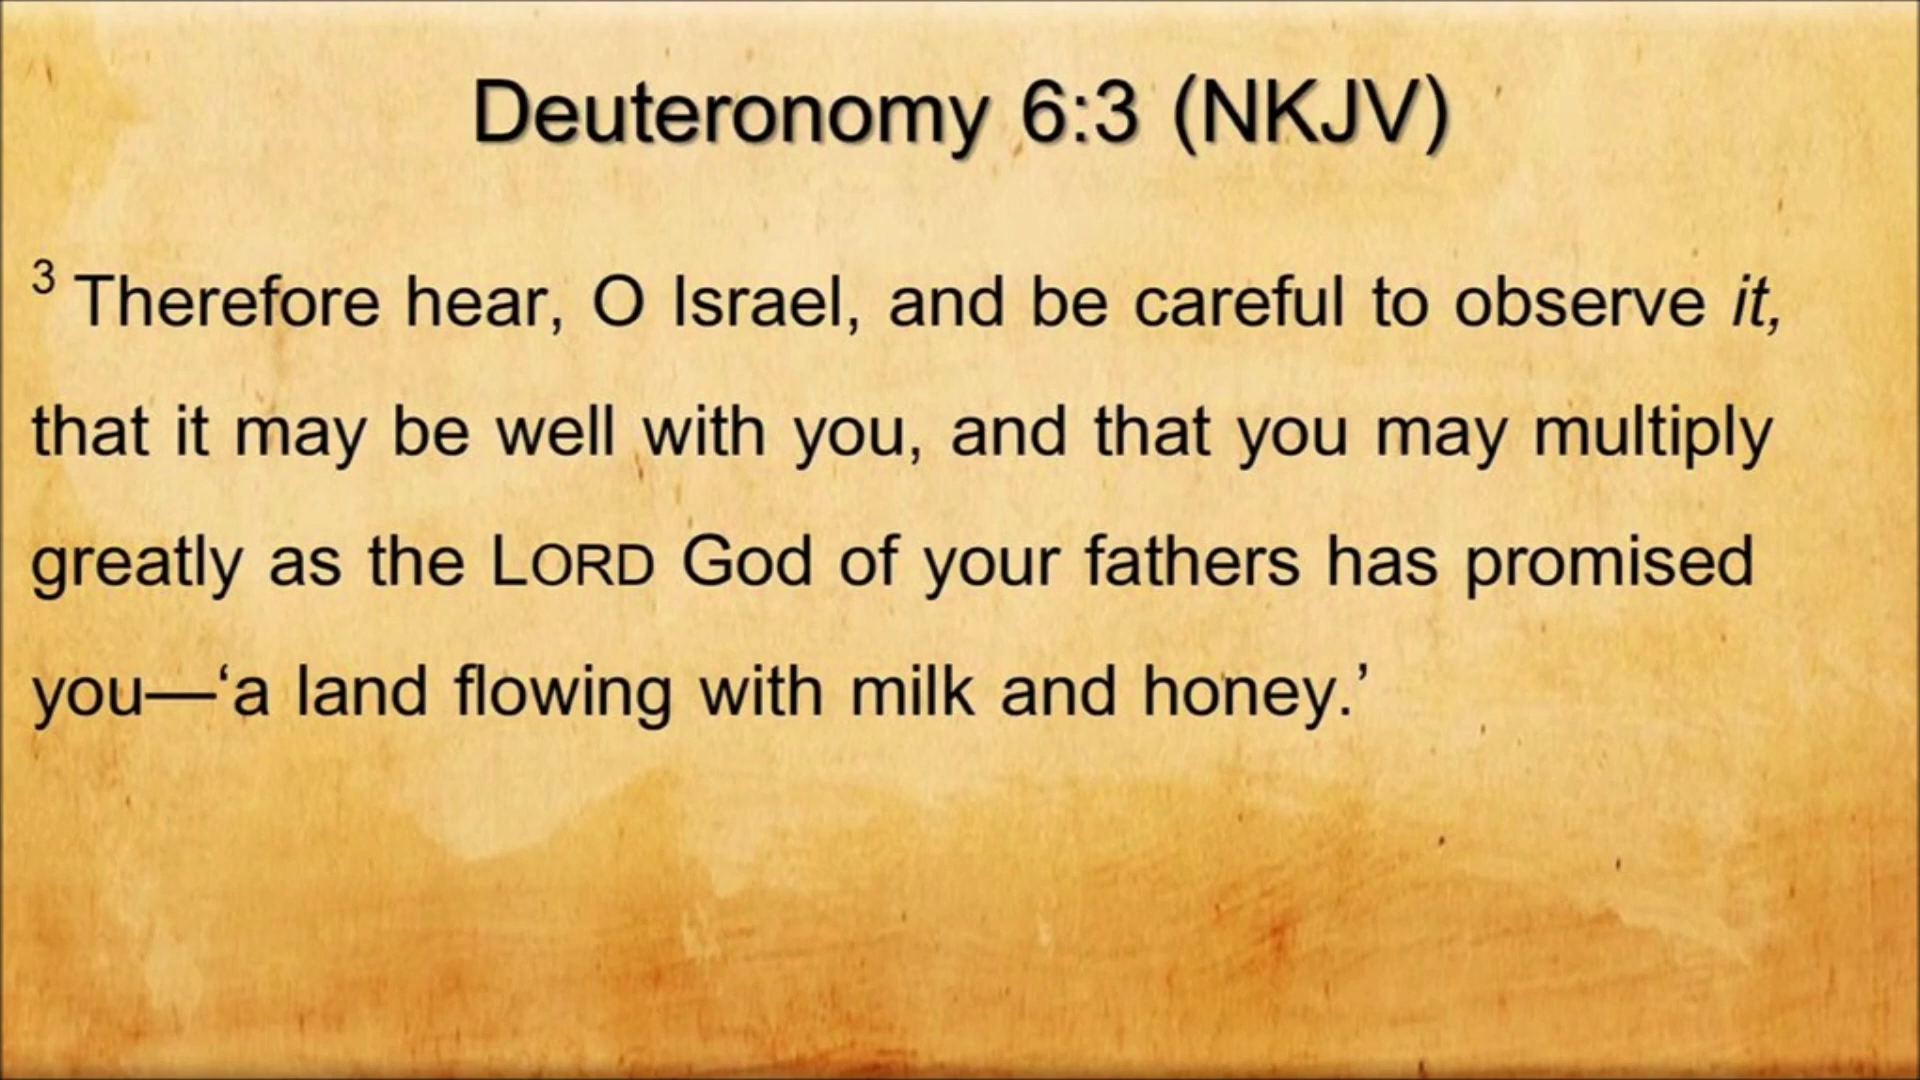 Deuteronomy 6:3 (NKJV)
3 Therefore hear, O Israel, and be careful to observe it,
that it may be well with you, and that you may multiply
greatly as the LORD God of your fathers has promised
you—‘a land flowing with milk and honey.’